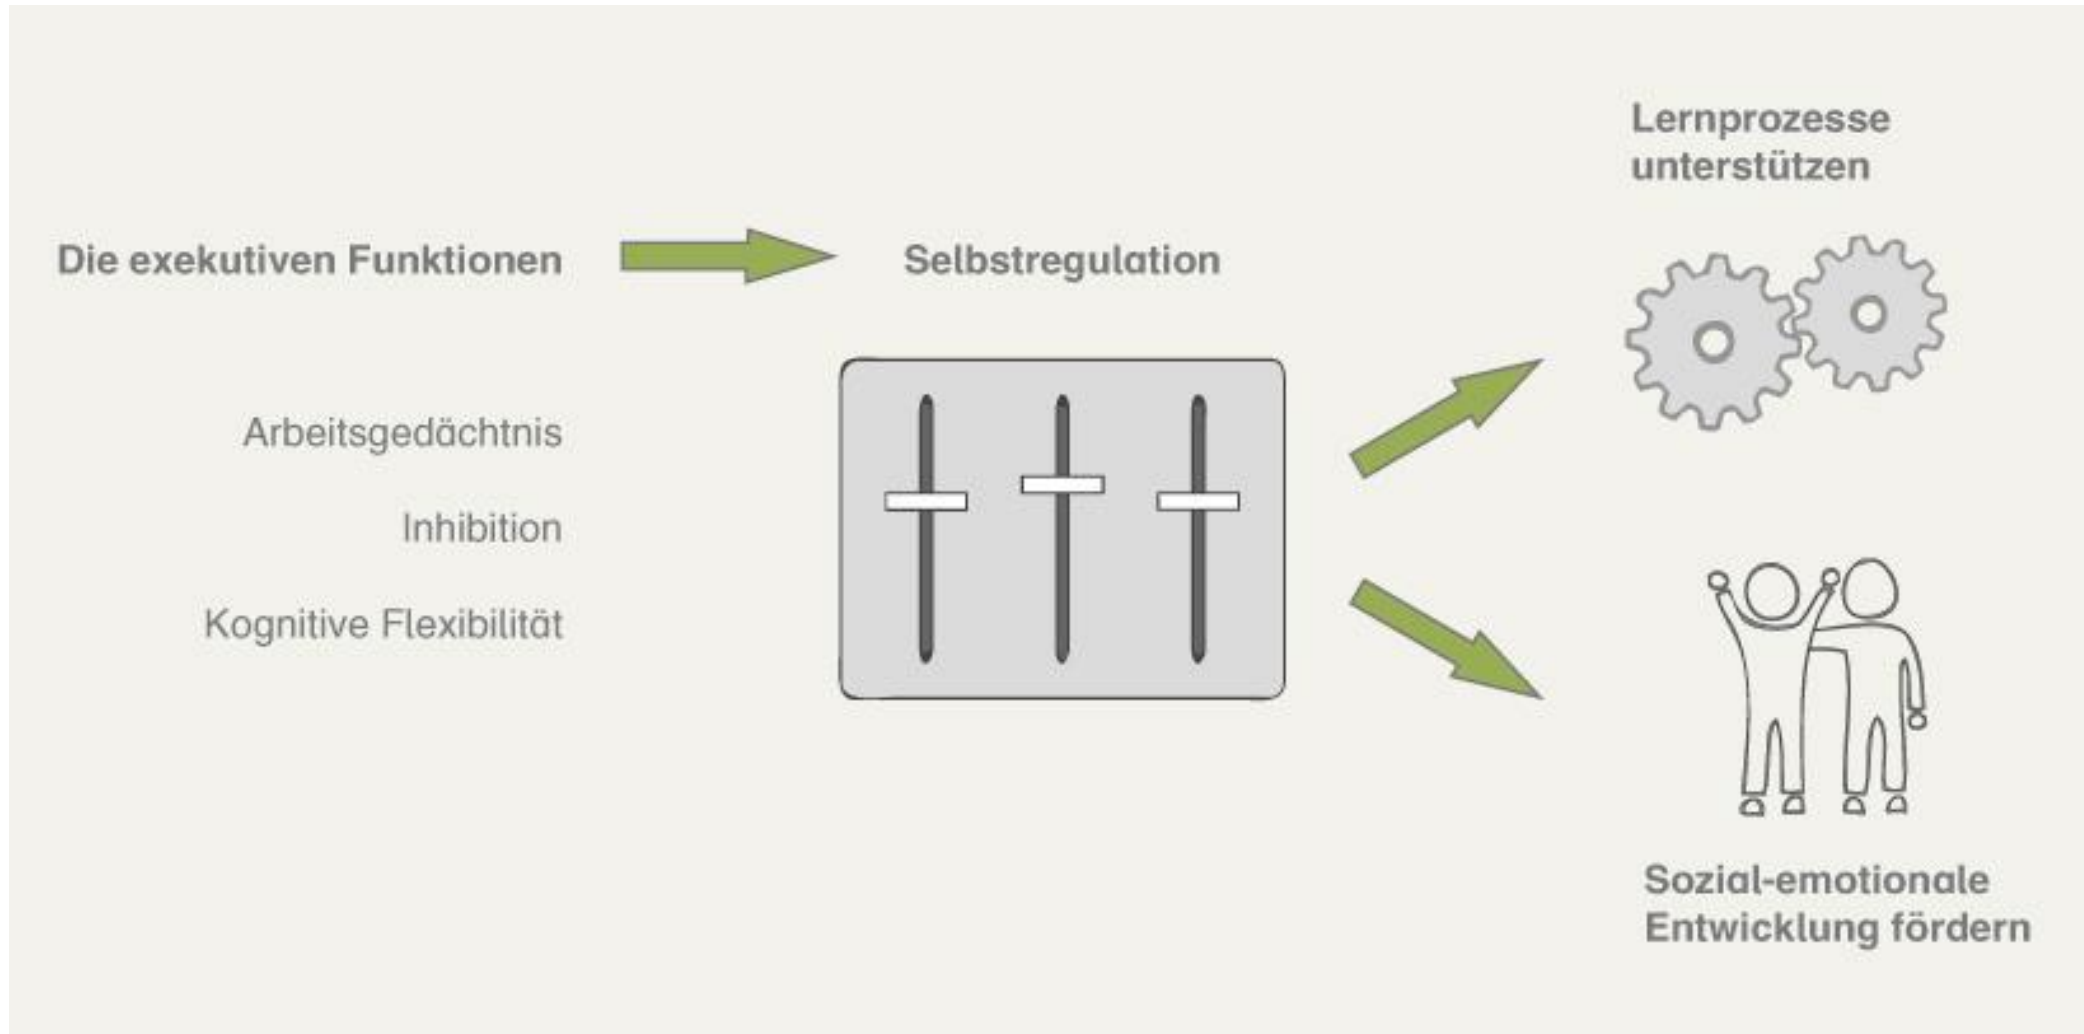 Die exekutiven Funktionen
Arbeitsgedächtnis
Inhibition
Kognitive Flexibilität
Selbstregulation
Lernprozesse
unterstützen
Sozial-emotionale
Entwicklung fördern